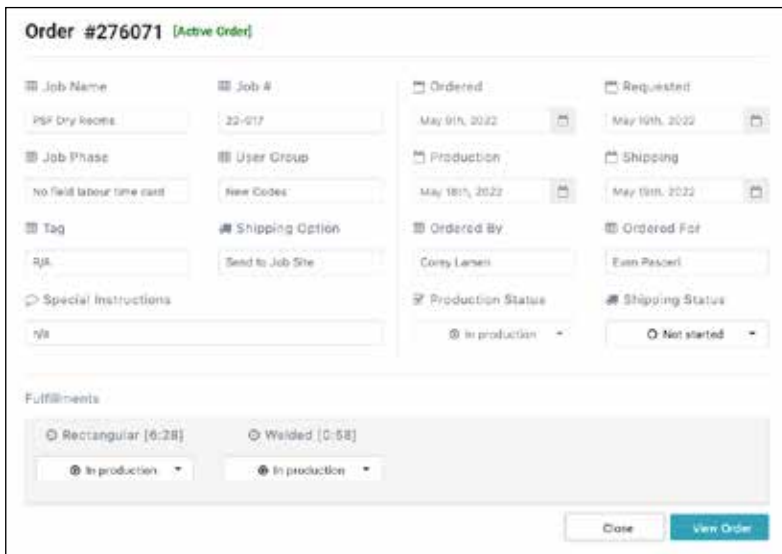 Order #276071 [Active Order]
Job Name
Job #
Ordered
Requested
PSF Dry Rooms
22-017
May 9th, 2022
May 19th, 2022
Job Phase
User Group
Production
Shipping
No field labour time card
New Codes
May 18th, 2022
May 19th, 2022
Tag
Shipping Option
Ordered By
Ordered For
Send to Job Site
Corey Larsen
Evan
Special Instructions
Production Status
Shipping Status
n/a
In production
Not started
Fulfillments
Rectangular [6:28]
Welded [0:58]
In production
In production
Close
View Order